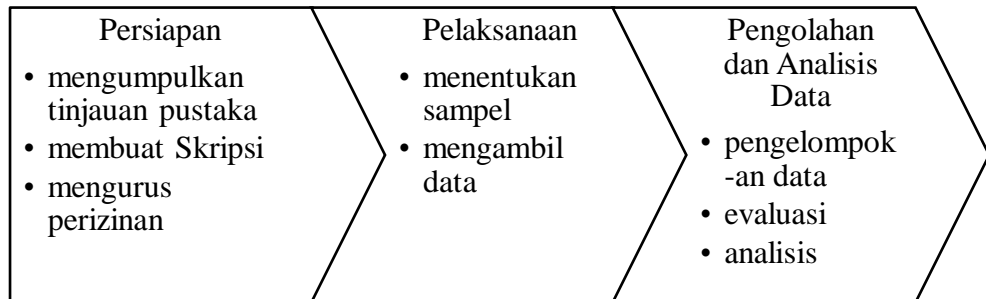 Persiapan
• mengumpulkan
tinjauan pustaka
• membuat Skripsi
• mengurus
perizinan
Pelaksanaan
• menentukan
sampel
• mengambil
data
Pengolahan
dan Analisis
Data
• pengelompok
-an data
• evaluasi
• analisis